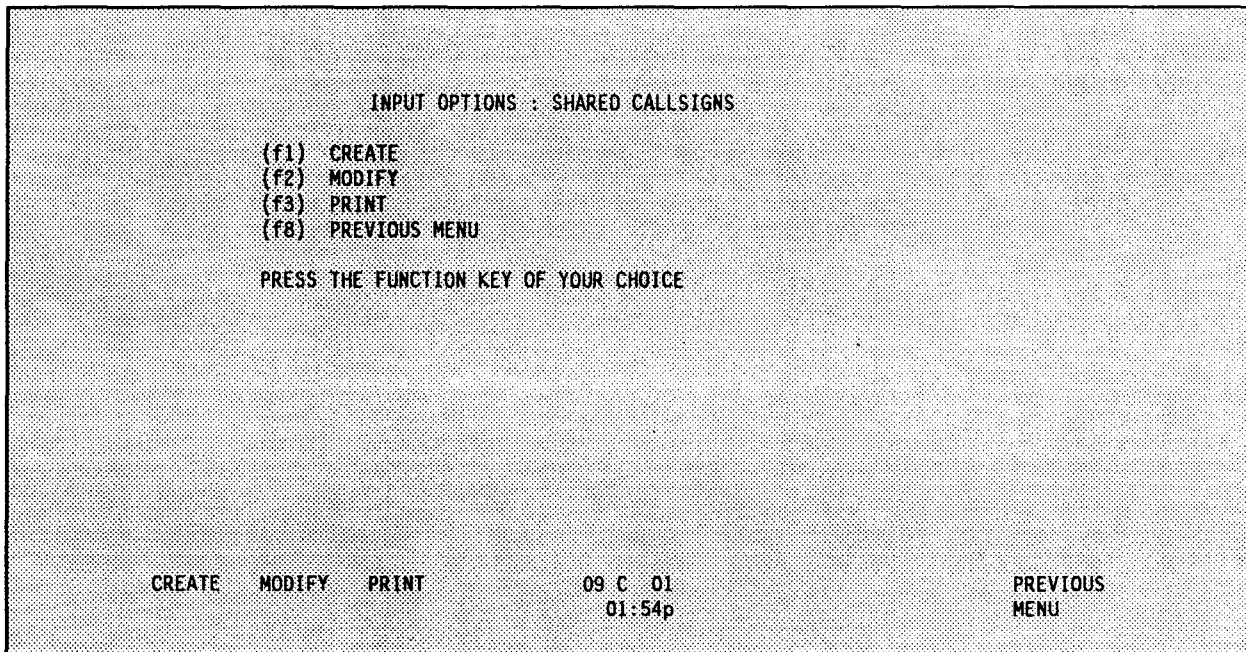 INPUT OPTIONS : SHARED CALLSIGNS
(f1) CREATE
(f2) MODIFY
(f3) PRINT
(f8) PREVIOUS MENU
PRESS THE FUNCTION KEY OF YOUR CHOICE
CREATE MODIFY PRINT 09 C 01 PREVIOUS
01:54p MENU